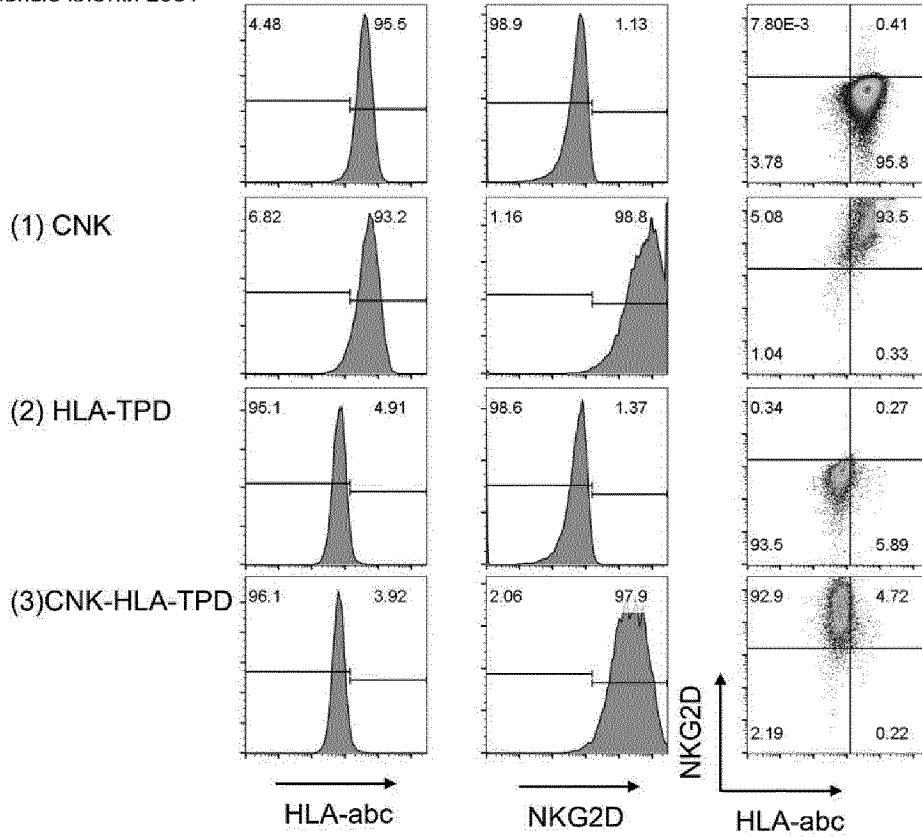 4.48 95.5 98.9 1.13 7.80E-3 0.41
3.78 95.8
(1) CNK 6.82 93.2 1.16 98.8 5.08 93.5
1.04 0.33
(2) HLA-TPD 95.1 4.91 98.6 1.37 0.34 0.27
93.5 5.89
(3)CNK-HLA-TPD 96.1 3.92 2.06 97.9 92.9 4.72
2.19 0.22
NKG2D
HLA-abc NKG2D HLA-abc